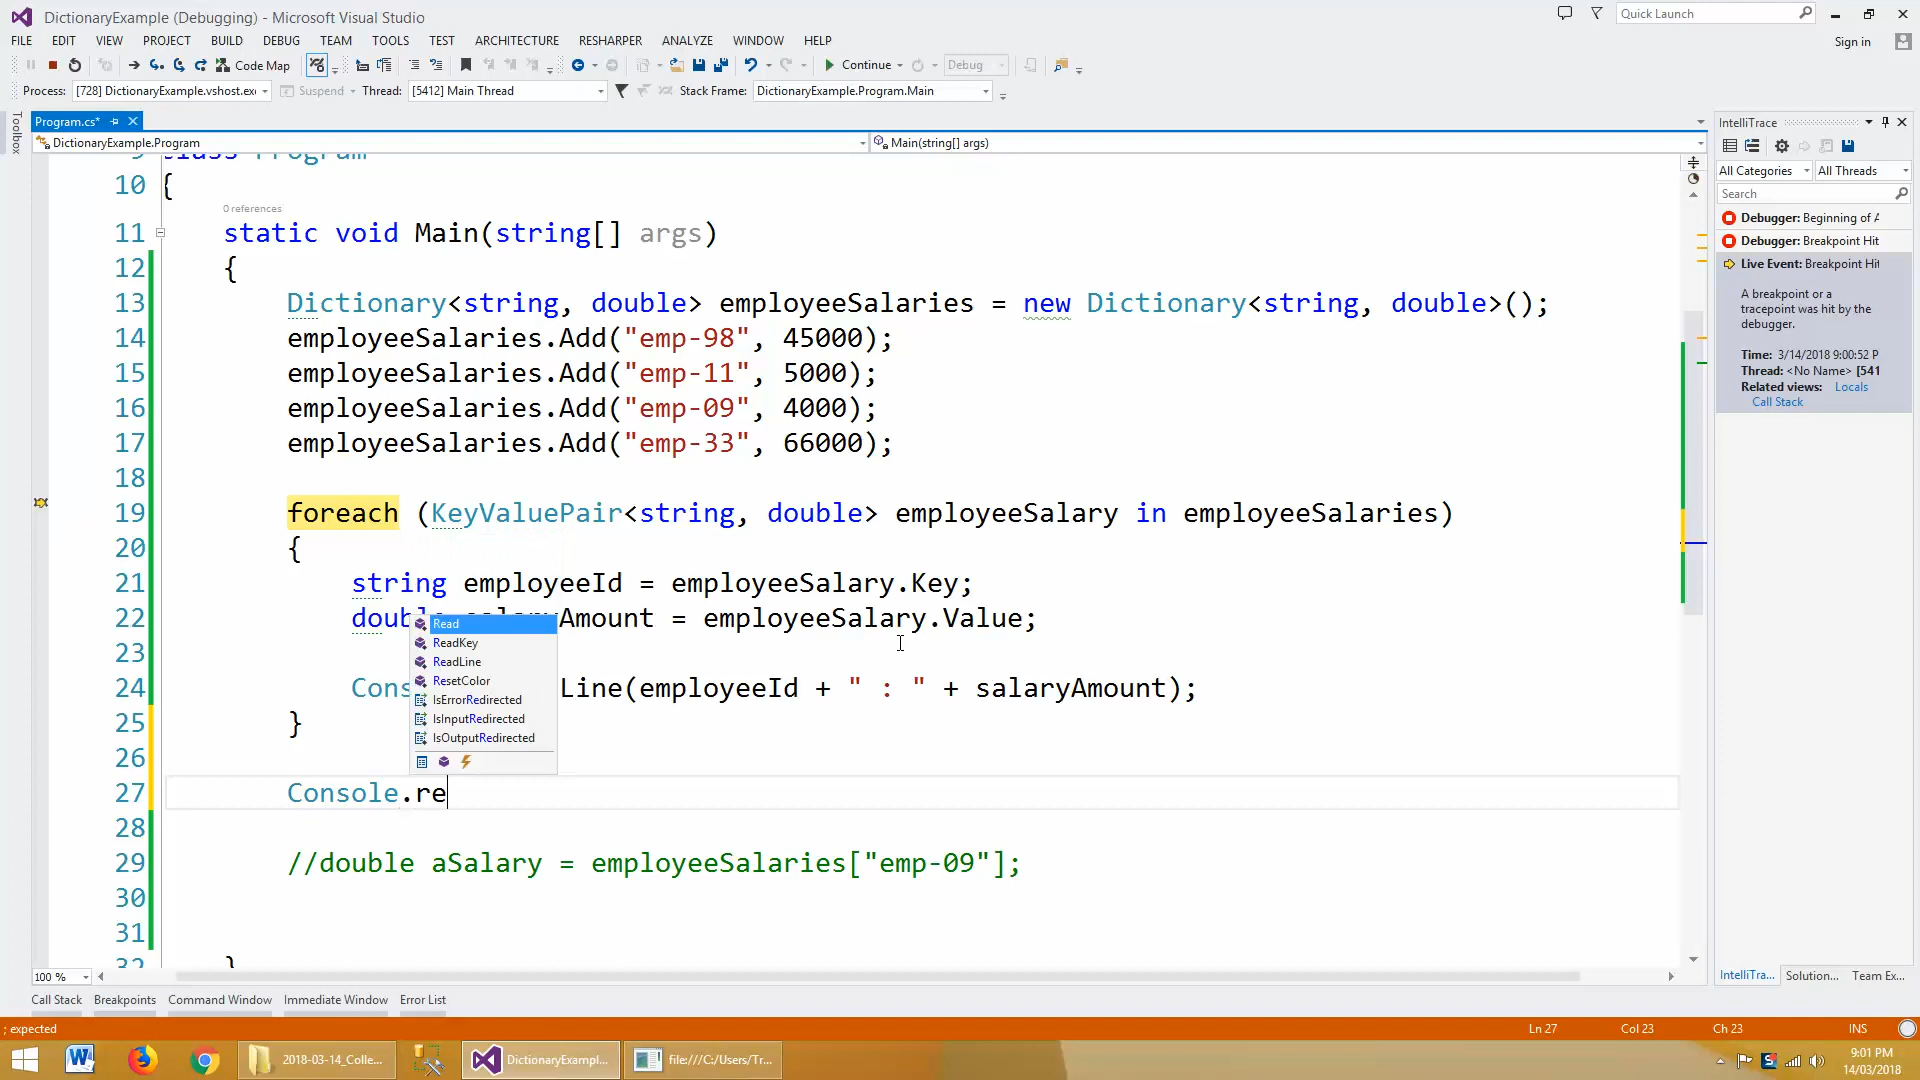 DictionaryExample (Debugging) - Microsoft Visual Studio
Quick Launch
FILE EDIT VIEW PROJECT BUILD DEBUG TEAM TOOLS TEST ARCHITECTURE RESHARPER ANALYZE WINDOW HELP
Sign in
Code Map
Continue
Debug
Process: [728] DictionaryExample.vshost.exe
Suspend
Thread: [5412] Main Thread
Stack Frame: DictionaryExample.Program.Main
Toolbox
Program.cs*
DictionaryExample.Program
Main(string[] args)
9 class Program
10 {
0 references
11 static void Main(string[] args)
12 {
13 Dictionary<string, double> employeeSalaries = new Dictionary<string, double>();
14 employeeSalaries.Add("emp-98", 45000);
15 employeeSalaries.Add("emp-11", 5000);
16 employeeSalaries.Add("emp-09", 4000);
17 employeeSalaries.Add("emp-33", 66000);
18
19 foreach (KeyValuePair<string, double> employeeSalary in employeeSalaries)
20 {
21 string employeeId = employeeSalary.Key;
22 doub Amount = employeeSalary.Value;
23
24 Cons Line(employeeId + " : " + salaryAmount);
25 }
26
27 Console.re
28
29 //double aSalary = employeeSalaries["emp-09"];
30
31
32 }
Read
ReadKey
ReadLine
ResetColor
IsErrorRedirected
IsInputRedirected
IsOutputRedirected
IntelliTrace
All Categories All Threads
Search
Debugger: Beginning of A
Debugger: Breakpoint Hit
Live Event: Breakpoint Hit
A breakpoint or a
tracepoint was hit by the
debugger.
Time: 3/14/2018 9:00:52 P
Thread: <No Name> [541
Related views: Locals
Call Stack
100 %
IntelliTra... Solution... Team Ex...
Call Stack Breakpoints Command Window Immediate Window Error List
; expected
Ln 27 Col 23 Ch 23 INS
2018-03-14_Colle...
DictionaryExampl...
file:///C:/Users/Tr...
9:01 PM
14/03/2018